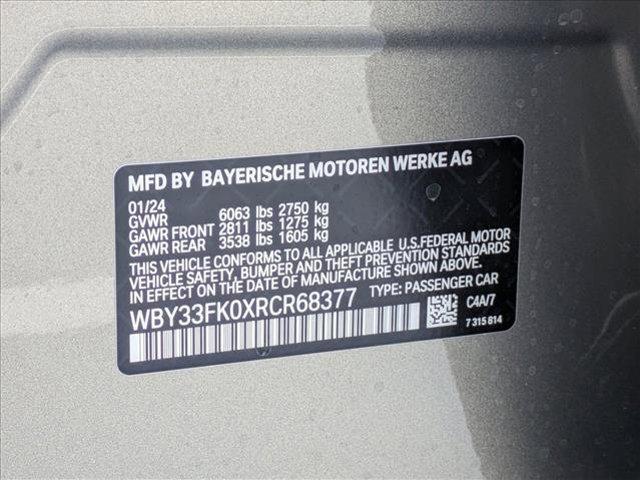 MFD BY BAYERISCHE MOTOREN WERKE AG
01/24
GVWR 6063 lbs 2750 kg
GAWR FRONT 2811 lbs 1275 kg
GAWR REAR 3538 lbs 1605 kg
THIS VEHICLE CONFORMS TO ALL APPLICABLE U.S.FEDERAL MOTOR
VEHICLE SAFETY, BUMPER AND THEFT PREVENTION STANDARDS
IN EFFECT ON THE DATE OF MANUFACTURE SHOWN ABOVE.
WBY33FK0XRCR68377 TYPE: PASSENGER CAR
C4A/7
7 315 814